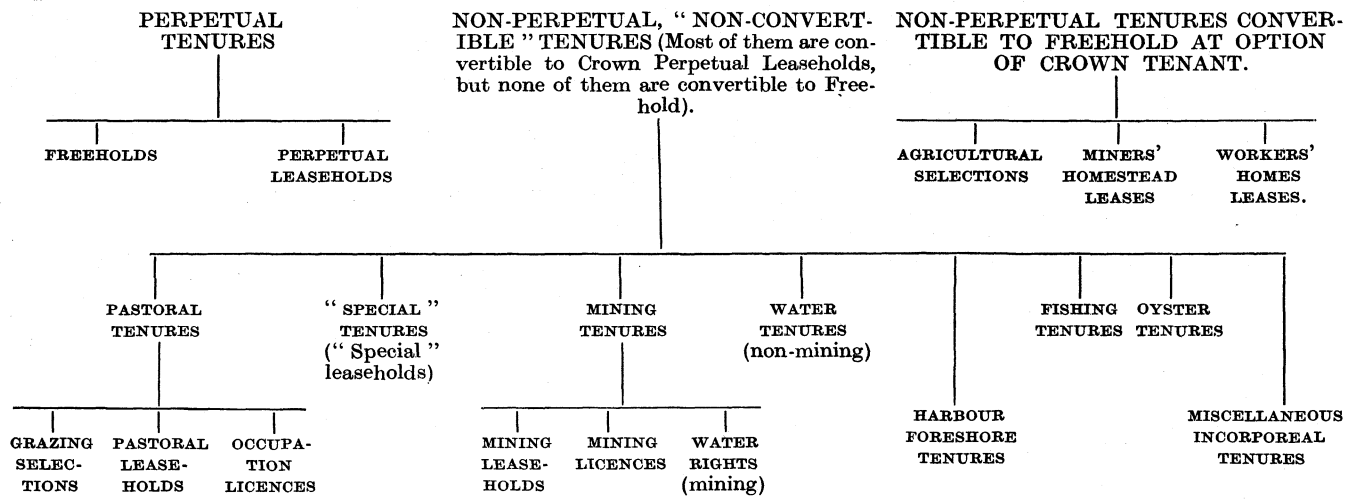 PERPETUAL
TENURES
NON-PERPETUAL, “ NON-CONVERT-
IBLE ” TENURES (Most of them are con-
vertible to Crown Perpetual Leaseholds,
but none of them are convertible to Free-
hold).
NON-PERPETUAL TENURES CONVER-
TIBLE TO FREEHOLD AT OPTION
OF CROWN TENANT.
FREEHOLDS
PERPETUAL
LEASEHOLDS
AGRICULTURAL
SELECTIONS
MINERS’
HOMESTEAD
LEASES
WORKERS’
HOMES
LEASES.
PASTORAL
TENURES
“ SPECIAL ”
TENURES
(“ Special ”
leaseholds)
MINING
TENURES
WATER
TENURES
(non-mining)
FISHING
TENURES
OYSTER
TENURES
HARBOUR
FORESHORE
TENURES
MISCELLANEOUS
INCORPOREAL
TENURES
GRAZING
SELEC-
TIONS
PASTORAL
LEASE-
HOLDS
OCCUPA-
TION
LICENCES
MINING
LEASE-
HOLDS
MINING
LICENCES
WATER
RIGHTS
(mining)